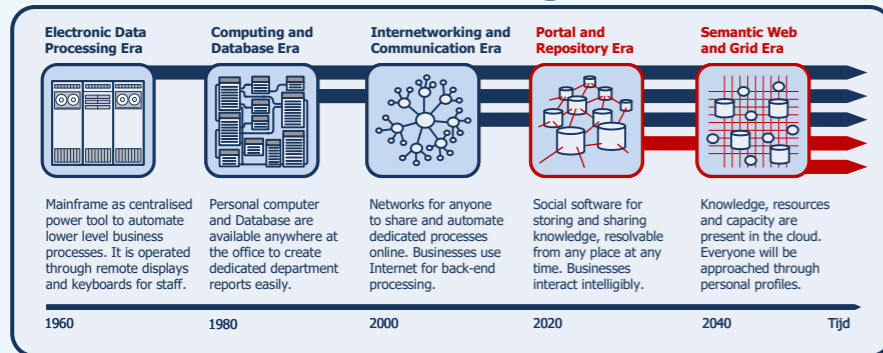 Electronic Data
Processing Era
Computing and
Database Era
Internetworking and
Communication Era
Portal and
Repository Era
Semantic Web
and Grid Era
Mainframe as centralised
power tool to automate
lower level business
processes. It is operated
through remote displays
and keyboards for staff.
Personal computer
and Database are
available anywhere at
the office to create
dedicated department
reports easily.
Networks for anyone
to share and automate
dedicated processes
online. Businesses use
Internet for back-end
processing.
Social software for
storing and sharing
knowledge, resolvable
from any place at any
time. Businesses
interact intelligibly.
Knowledge, resources
and capacity are
present in the cloud.
Everyone will be
approached through
personal profiles.
1960
1980
2000
2020
2040
Tijd